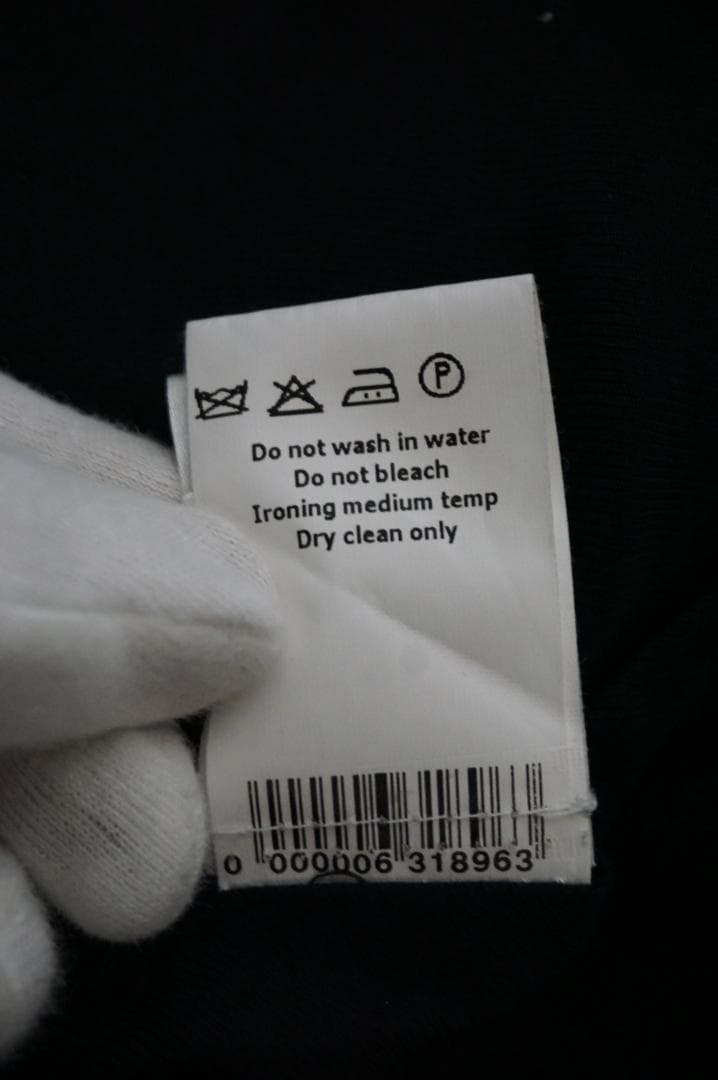 P
Do not wash in water
Do not bleach
Ironing medium temp
Dry clean only
0 000006 318963